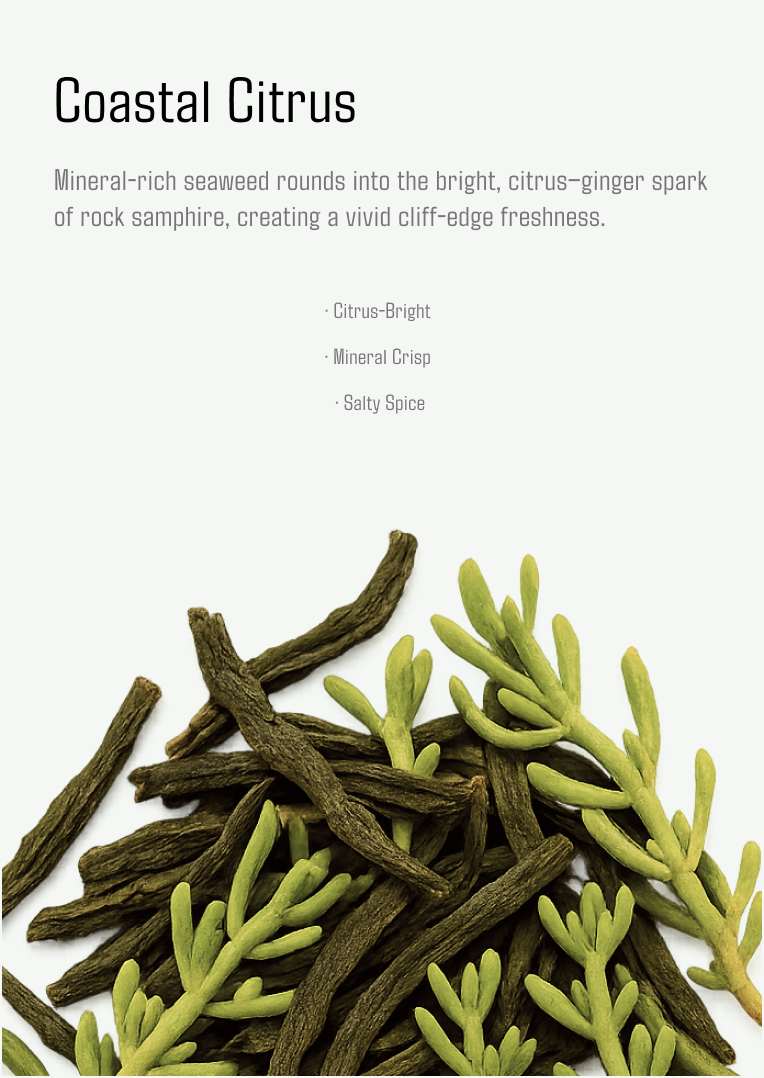 Coastal Citrus
Mineral-rich seaweed rounds into the bright, citrus–ginger spark
of rock samphire, creating a vivid cliff-edge freshness.
· Citrus-Bright
· Mineral Crisp
· Salty Spice